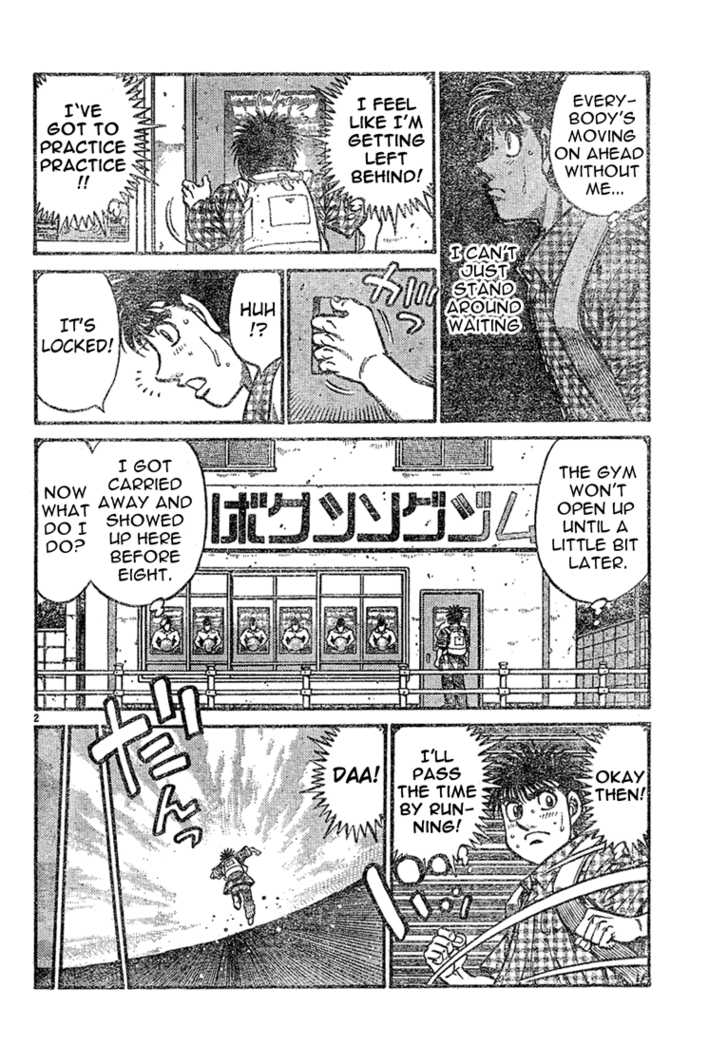 EVERY-
BODY'S
MOVING
ON AHEAD
WITHOUT
ME...
I CAN'T
JUST
STAND
AROUND
WAITING
I FEEL
LIKE I'M
GETTING
LEFT
BEHIND!
I'VE
GOT TO
PRACTICE
PRACTICE
!!
ガッ
HUH
!?
IT'S
LOCKED!
THE GYM
WON'T
OPEN UP
UNTIL A
LITTLE BIT
LATER.
ボクシングジム
I GOT
CARRIED
AWAY AND
SHOWED
UP HERE
BEFORE
EIGHT.
NOW
WHAT
DO I
DO?
2
OKAY
THEN!
I'LL
PASS
THE TIME
BY RUN-
NING!
DAA!